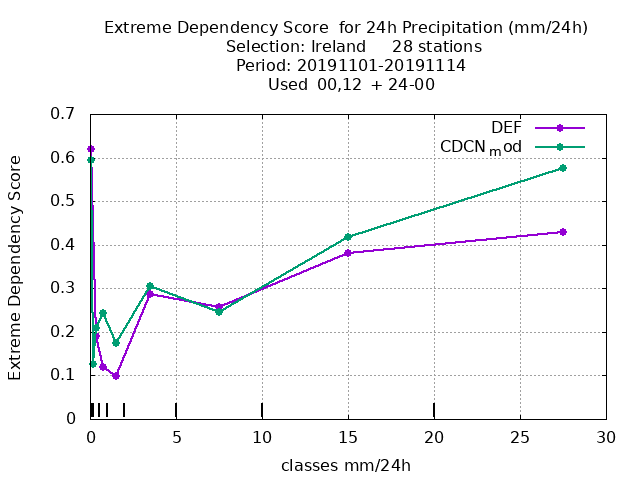 Extreme Dependency Score  for 24h Precipitation (mm/24h)
Selection: Ireland     28 stations
Period: 20191101-20191114
Used  00,12  + 24-00
DEF
CDCN_mod
Extreme Dependency Score
0.7
0.6
0.5
0.4
0.3
0.2
0.1
0
0 5 10 15 20 25 30
classes mm/24h